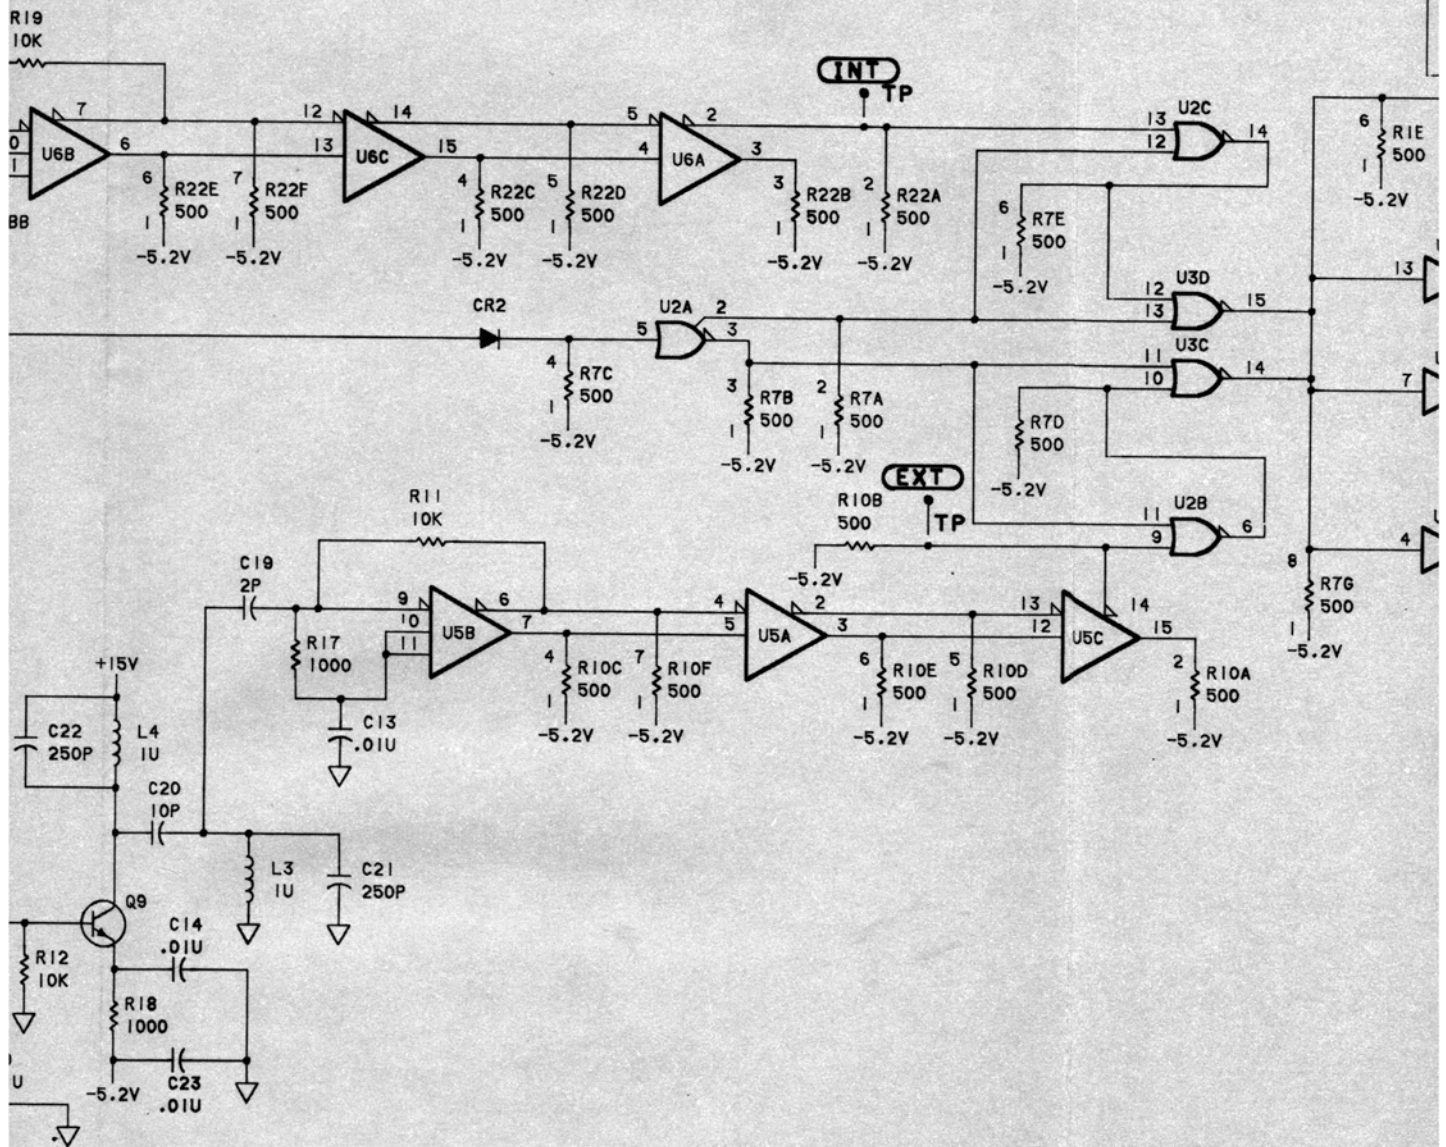 R19
10K
7
12
14
5
2
INT
TP
13
U2C
14
12
6
R1E
500
1
-5.2V
0
U6B
6
13
U6C
15
4
U6A
3
1
6
R22E
500
1
-5.2V
7
R22F
500
1
-5.2V
4
R22C
500
1
-5.2V
5
R22D
500
1
-5.2V
3
R22B
500
1
-5.2V
2
R22A
500
1
-5.2V
BB
6
R7E
500
1
-5.2V
12
U3D
15
13
13
CR2
5
U2A
2
3
11
U3C
14
10
7
4
R7C
500
1
-5.2V
3
R7B
500
1
-5.2V
2
R7A
500
1
-5.2V
R7D
500
-5.2V
EXT
TP
R10B
500
-5.2V
11
U2B
6
9
4
8
R7G
500
1
-5.2V
R11
10K
C19
2P
9
6
10
11
U5B
7
4
2
5
U5A
3
13
14
12
U5C
15
R17
1000
C13
.01U
4
R10C
500
1
-5.2V
7
R10F
500
1
-5.2V
6
R10E
500
1
-5.2V
5
R10D
500
1
-5.2V
2
R10A
500
1
-5.2V
+15V
C22
250P
L4
1U
C20
10P
L3
1U
C21
250P
Q9
C14
.01U
R12
10K
R18
1000
-5.2V
C23
.01U
U